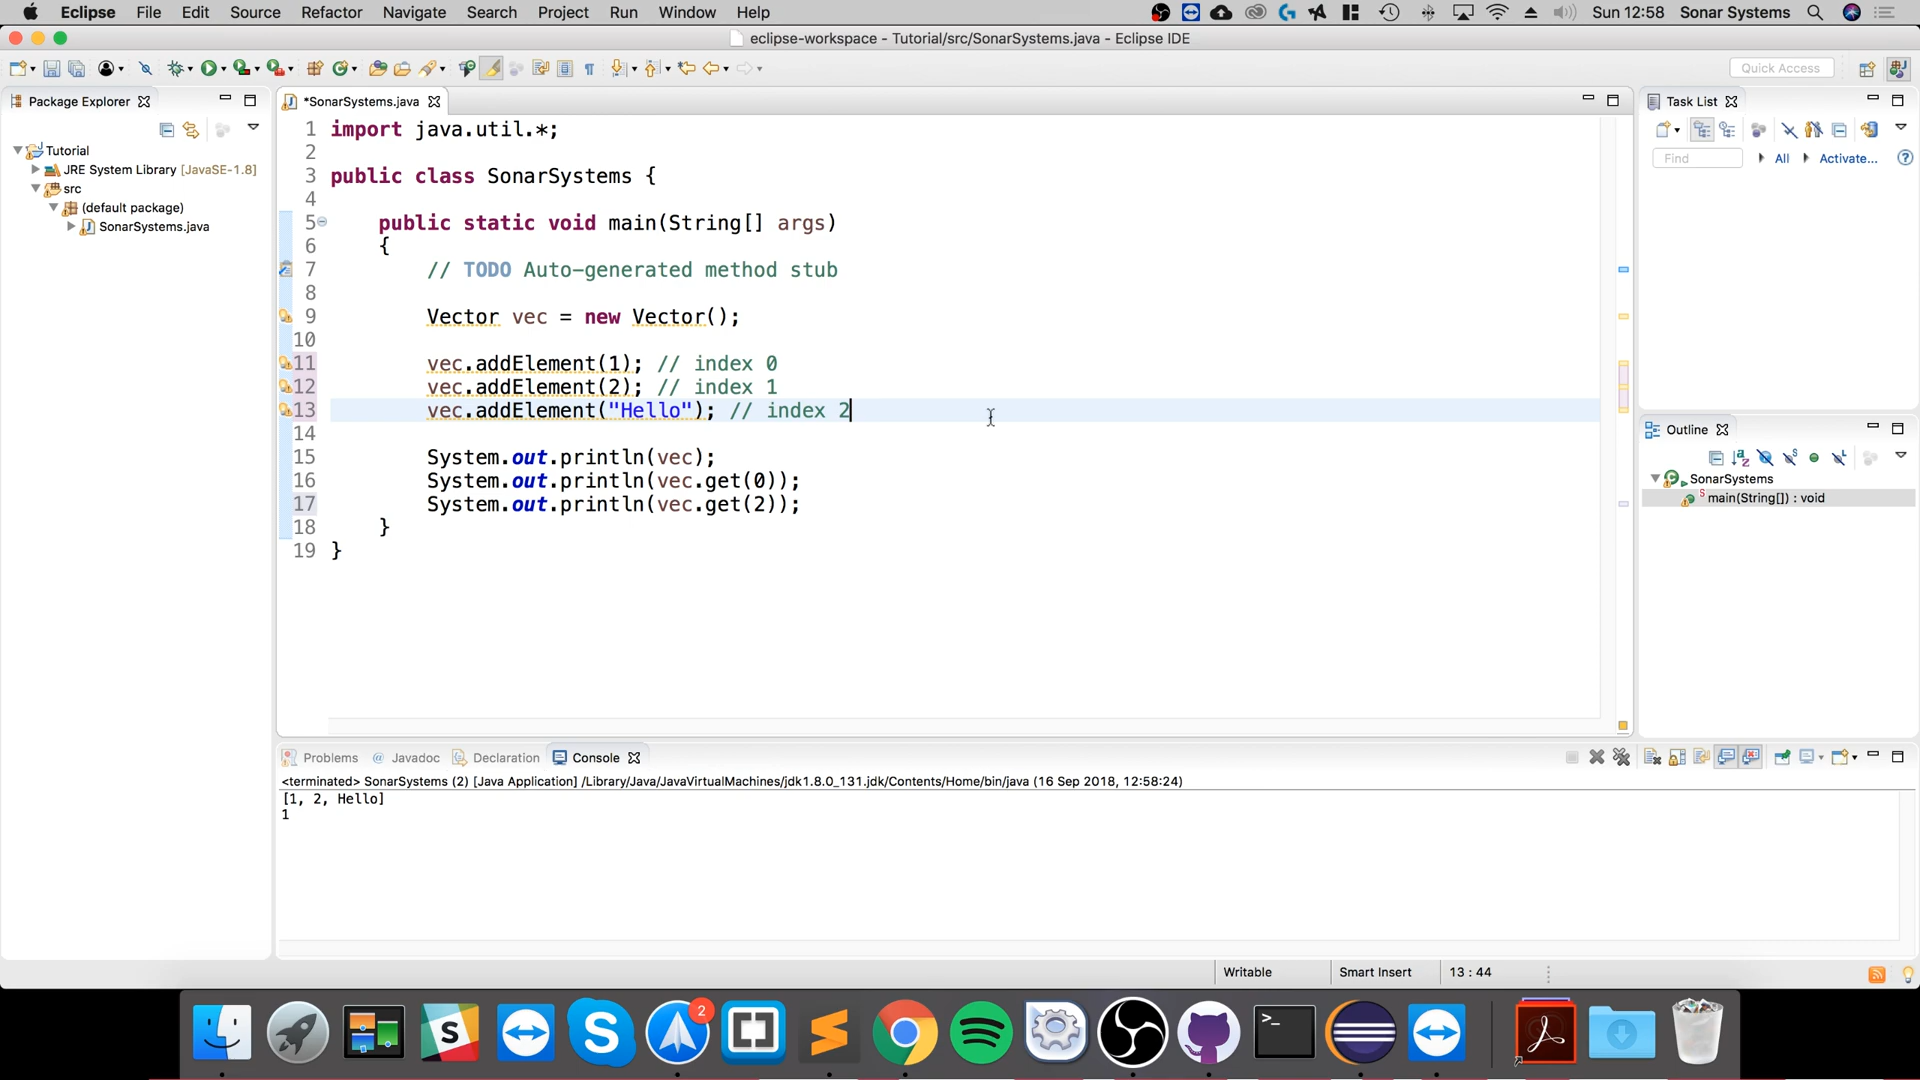 Eclipse File Edit Source Refactor Navigate Search Project Run Window Help Sun 12:58 Sonar Systems
eclipse-workspace - Tutorial/src/SonarSystems.java - Eclipse IDE
Quick Access
Package Explorer
Tutorial
JRE System Library [JavaSE-1.8]
src
(default package)
SonarSystems.java
*SonarSystems.java
1 import java.util.*;
2
3 public class SonarSystems {
4
5 public static void main(String[] args)
6 {
7 // TODO Auto-generated method stub
8
9 Vector vec = new Vector();
10
11 vec.addElement(1); // index 0
12 vec.addElement(2); // index 1
13 vec.addElement("Hello"); // index 2
14
15 System.out.println(vec);
16 System.out.println(vec.get(0));
17 System.out.println(vec.get(2));
18 }
19 }
Task List
Find All Activate...
Outline
SonarSystems
main(String[]) : void
Problems @ Javadoc Declaration Console
<terminated> SonarSystems (2) [Java Application] /Library/Java/JavaVirtualMachines/jdk1.8.0_131.jdk/Contents/Home/bin/java (16 Sep 2018, 12:58:24)
[1, 2, Hello]
1
Writable Smart Insert 13 : 44
2